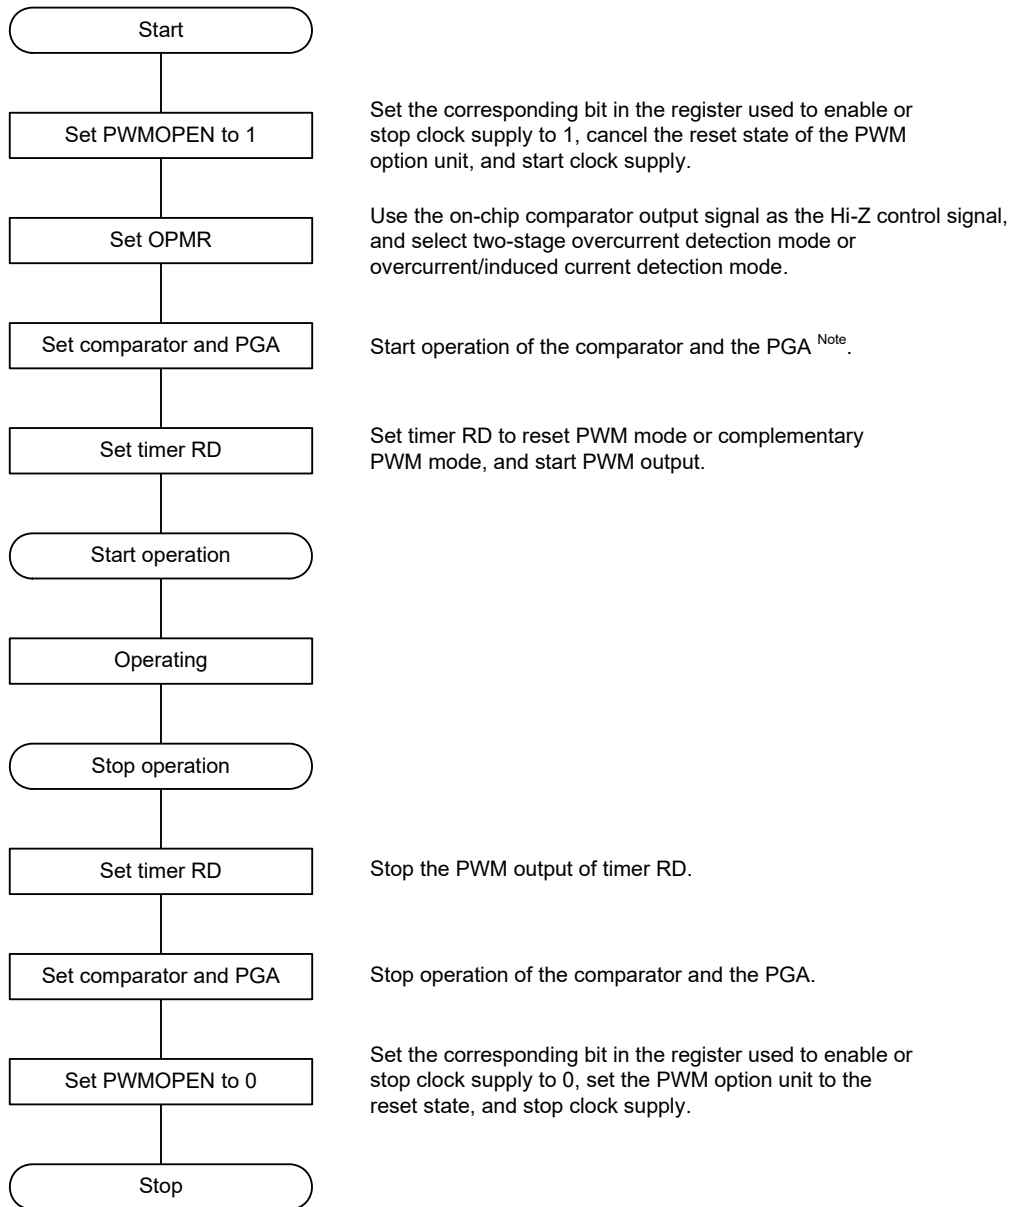 Start
Set PWMOPEN to 1
Set the corresponding bit in the register used to enable or
stop clock supply to 1, cancel the reset state of the PWM
option unit, and start clock supply.
Set OPMR
Use the on-chip comparator output signal as the Hi-Z control signal,
and select two-stage overcurrent detection mode or
overcurrent/induced current detection mode.
Set comparator and PGA
Start operation of the comparator and the PGA Note.
Set timer RD
Set timer RD to reset PWM mode or complementary
PWM mode, and start PWM output.
Start operation
Operating
Stop operation
Set timer RD
Stop the PWM output of timer RD.
Set comparator and PGA
Stop operation of the comparator and the PGA.
Set PWMOPEN to 0
Set the corresponding bit in the register used to enable or
stop clock supply to 0, set the PWM option unit to the
reset state, and stop clock supply.
Stop